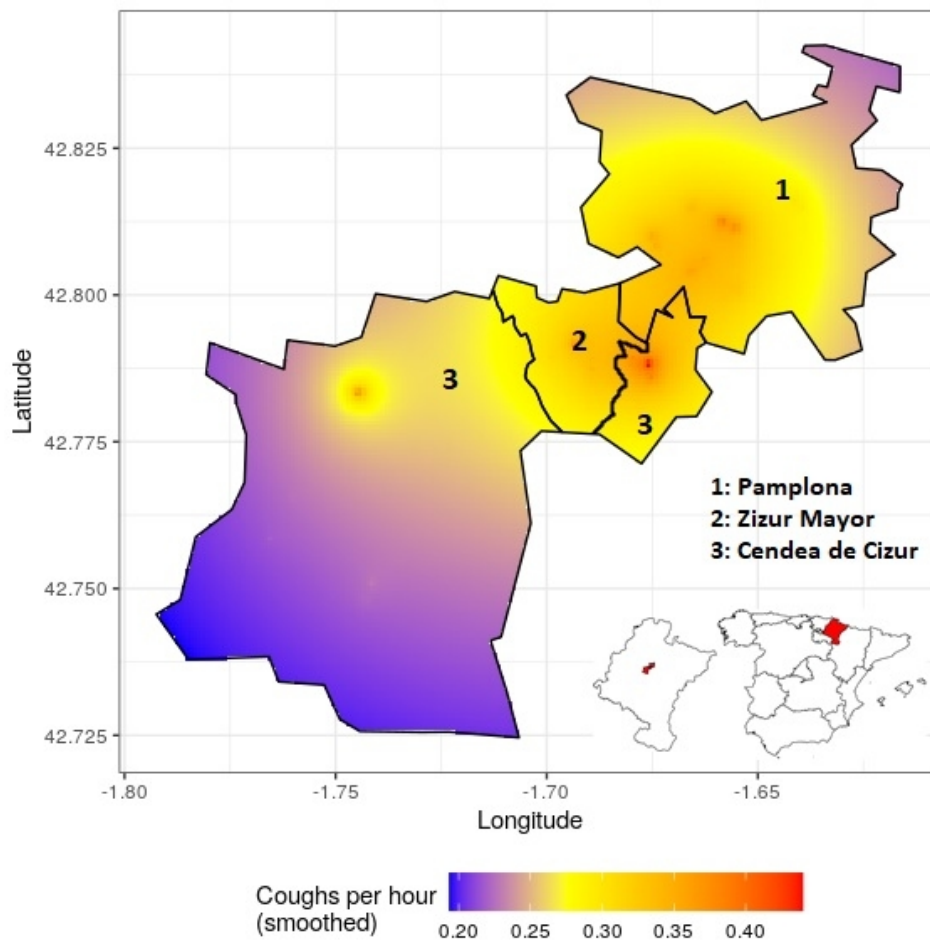 42.825
42.800
42.775
42.750
42.725
Latitude
1
2
3
3
1: Pamplona
2: Zizur Mayor
3: Cendea de Cizur
-1.80
-1.75
-1.70
-1.65
Longitude
Coughs per hour
(smoothed)
0.20
0.25
0.30
0.35
0.40